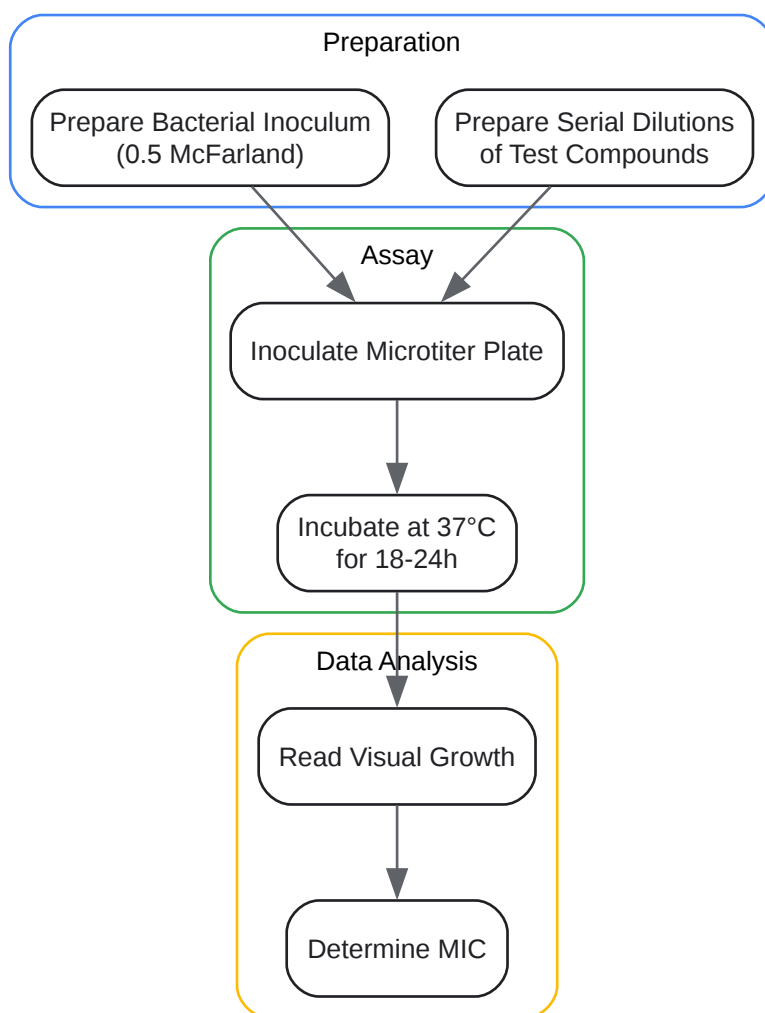 Preparation
Prepare Bacterial Inoculum
(0.5 McFarland)
Prepare Serial Dilutions
of Test Compounds
Assay
Inoculate Microtiter Plate
Incubate at 37°C
for 18-24h
Data Analysis
Read Visual Growth
Determine MIC